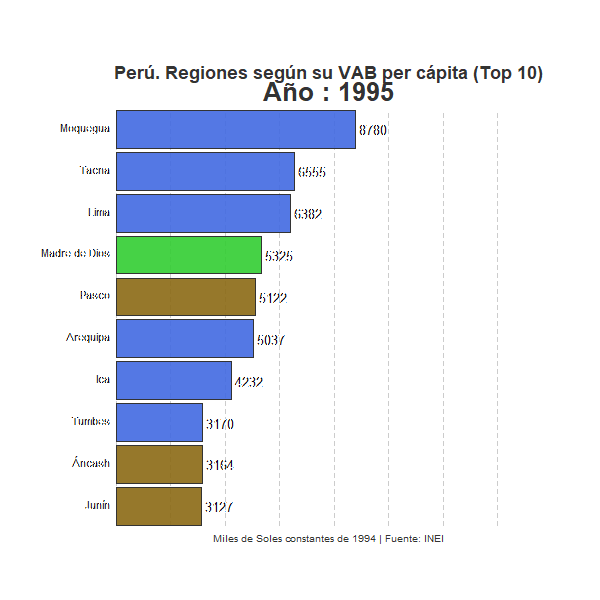 Perú. Regiones según su VAB per cápita (Top 10)
Año : 1995
Moquegua 8780
Tacna 6555
Lima 6382
Madre de Dios 5325
Pasco 5122
Arequipa 5037
Ica 4232
Tumbes 3170
Áncash 3164
Junín 3127
Miles de Soles constantes de 1994 | Fuente: INEI